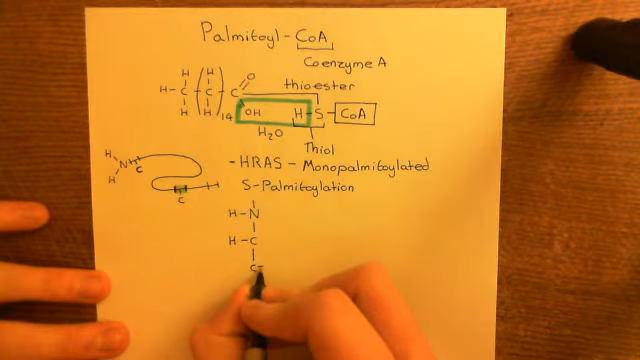 Palmitoyl - CoA
Coenzyme A
thioester
H H O
H-C-(C)-C
H H 14 OH H-S-CoA
H2O
Thiol
H
N
H
C
C
-HRAS - Monopalmitoylated
S-Palmitoylation
H-N
H-C
C=